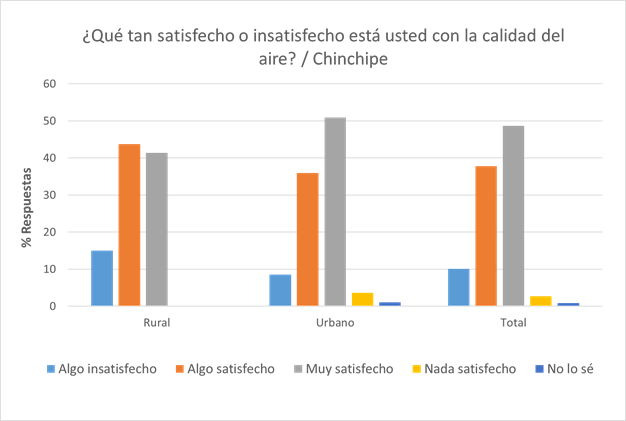 ¿Qué tan satisfecho o insatisfecho está usted con la calidad del
aire? / Chinchipe
60
50
40
30
20
10
0
% Respuestas
Rural
Urbano
Total
Algo insatisfecho
Algo satisfecho
Muy satisfecho
Nada satisfecho
No lo sé